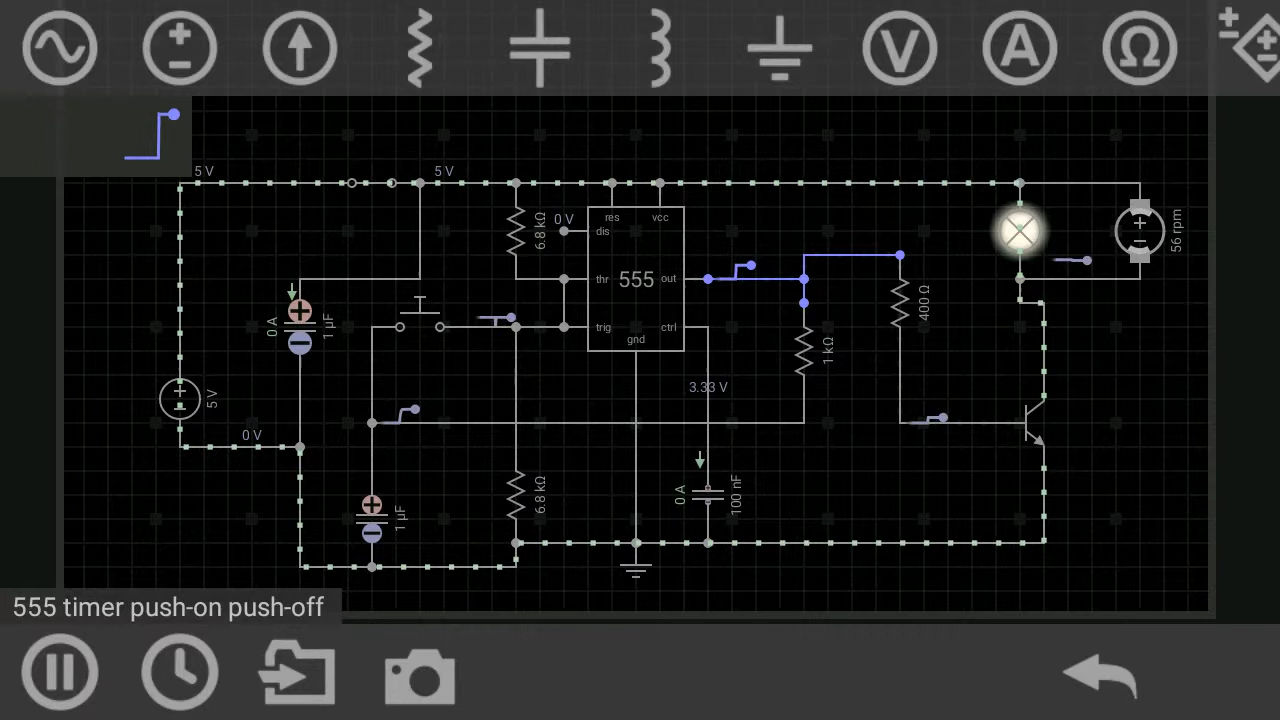 V
A
Ω
5 V
5 V
6.8 kΩ
0 V
res
vcc
dis
56 rpm
thr
555
out
400 Ω
0 A
1 µF
trig
ctrl
gnd
1 kΩ
5 V
3.33 V
0 V
6.8 kΩ
0 A
100 nF
1 µF
555 timer push-on push-off